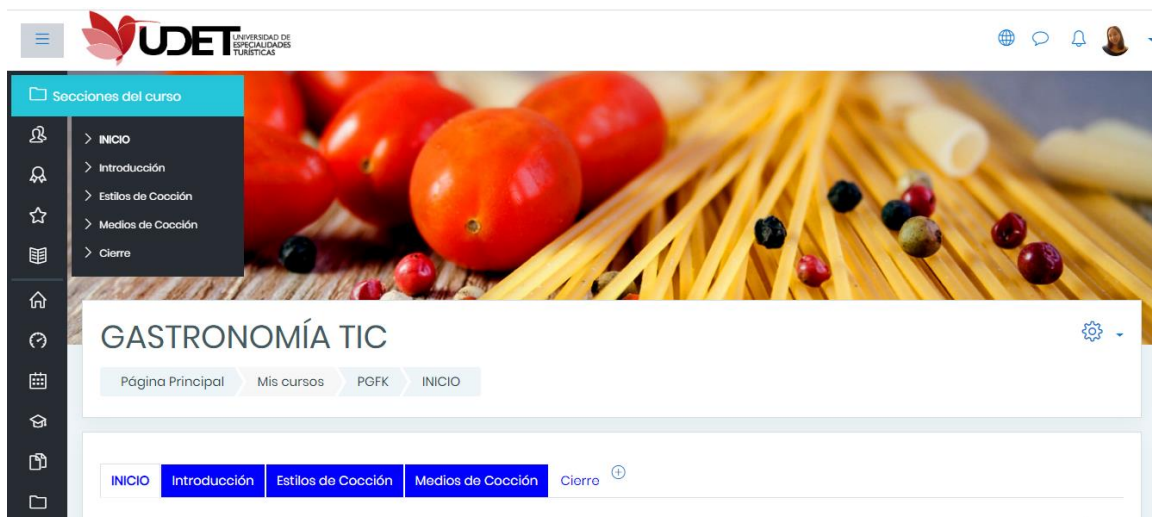 UDET
UNIVERSIDAD DE
ESPECIALIDADES
TURÍSTICAS
Secciones del curso
INICIO
Introducción
Estilos de Cocción
Medios de Cocción
Cierre
GASTRONOMÍA TIC
Página Principal Mis cursos PGFK INICIO
INICIO Introducción Estilos de Cocción Medios de Cocción Cierre